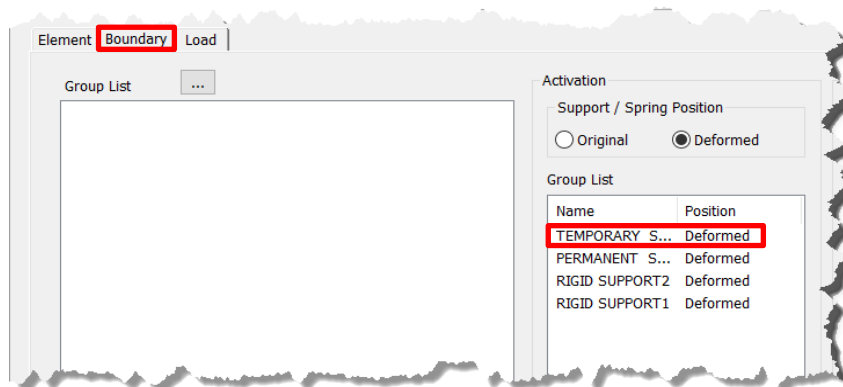 Element Boundary Load
Group List ...
Activation
Support / Spring Position
Original Deformed
Group List
Name Position
TEMPORARY S... Deformed
PERMANENT S... Deformed
RIGID SUPPORT2 Deformed
RIGID SUPPORT1 Deformed